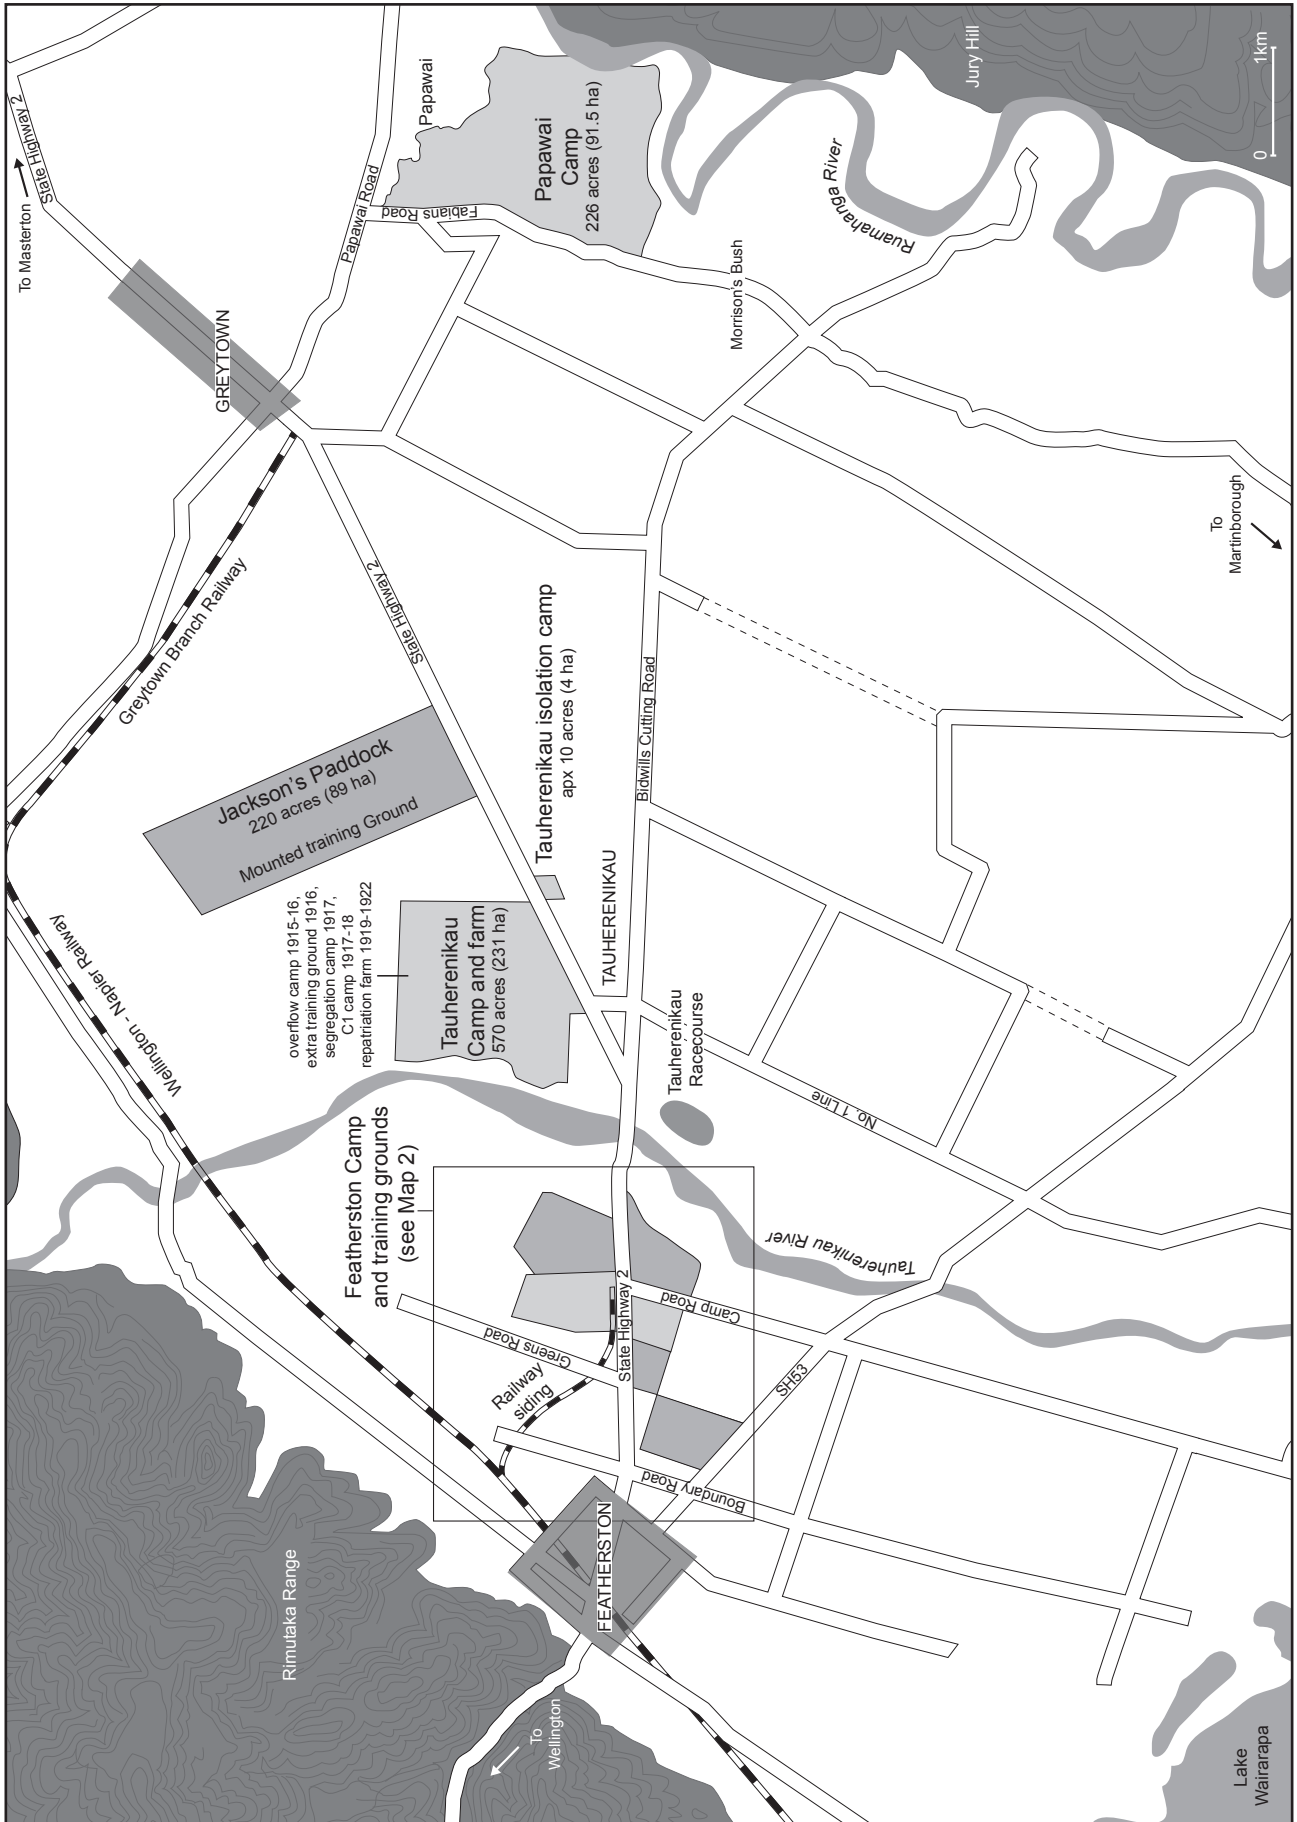 To Masterton
State Highway 2
GREYTOWN
Papawai Road
Papawai
Fabians Road
Papawai
Camp
226 acres (91.5 ha)
Jury Hill
0
1km
Ruamahanga River
Morrison's Bush
To
Martinborough
Greytown Branch Railway
State Highway 2
Jackson's Paddock
220 acres (89 ha)
Mounted training Ground
Tauherenikau isolation camp
apx 10 acres (4 ha)
Bidwills Cutting Road
overflow camp 1915-16,
extra training ground 1916,
segregation camp 1917,
C1 camp 1917-18
repatriation farm 1919-1922
Tauherenikau
Camp and farm
570 acres (231 ha)
TAUHERENIKAU
Tauherenikau
Racecourse
No. 1 Line
Wellington - Napier Railway
Featherston Camp
and training grounds
(see Map 2)
Tauherenikau River
Greens Road
Railway
siding
State Highway 2
Camp Road
SH53
Boundary Road
FEATHERSTON
Rimutaka Range
To
Wellington
Lake
Wairarapa